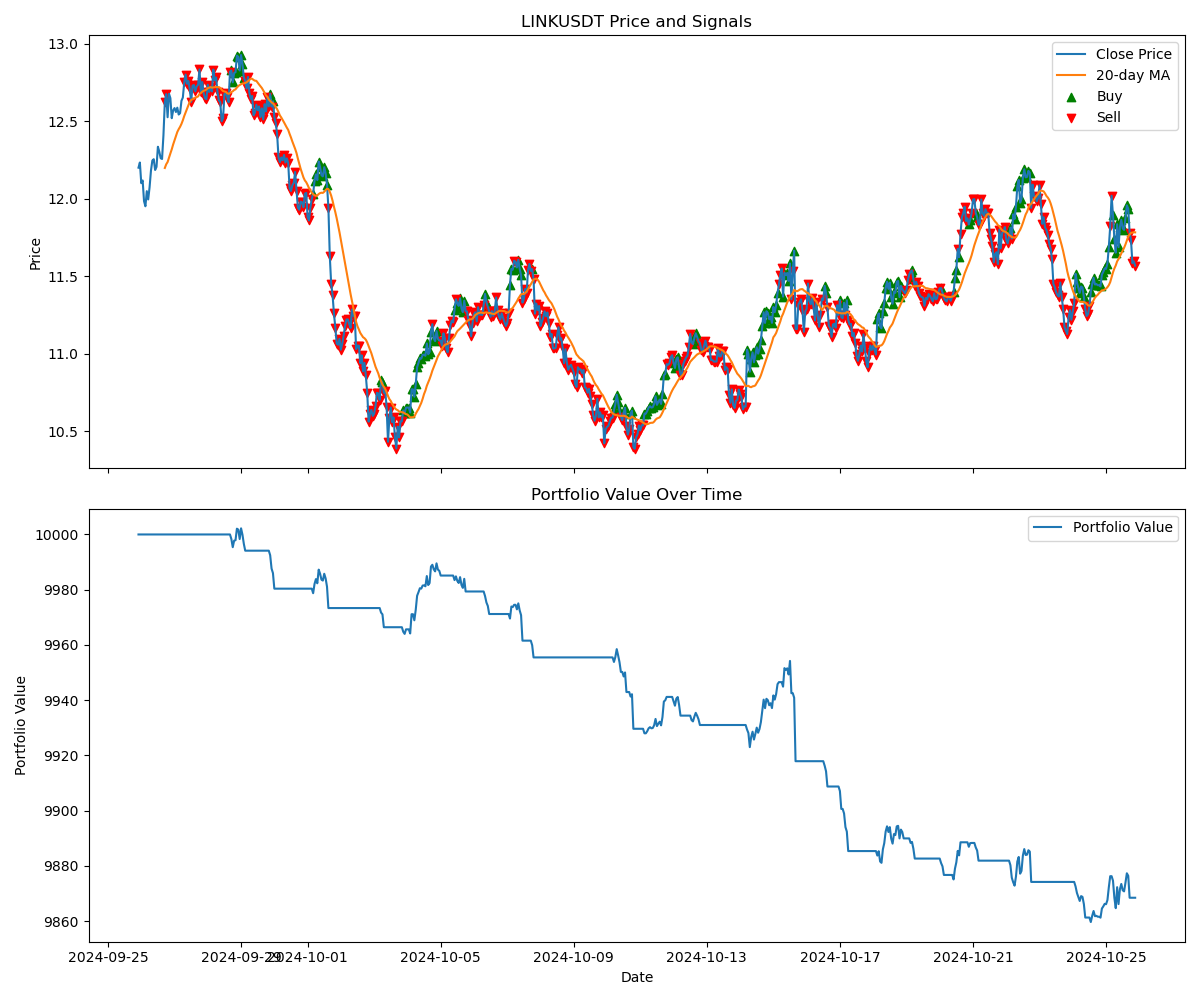 LINKUSDT Price and Signals
Price
13.0
12.5
12.0
11.5
11.0
10.5
Close Price
20-day MA
Buy
Sell
Portfolio Value Over Time
Portfolio Value
10000
9980
9960
9940
9920
9900
9880
9860
Portfolio Value
2024-09-25
2024-09-29
2024-10-01
2024-10-05
2024-10-09
2024-10-13
2024-10-17
2024-10-21
2024-10-25
Date